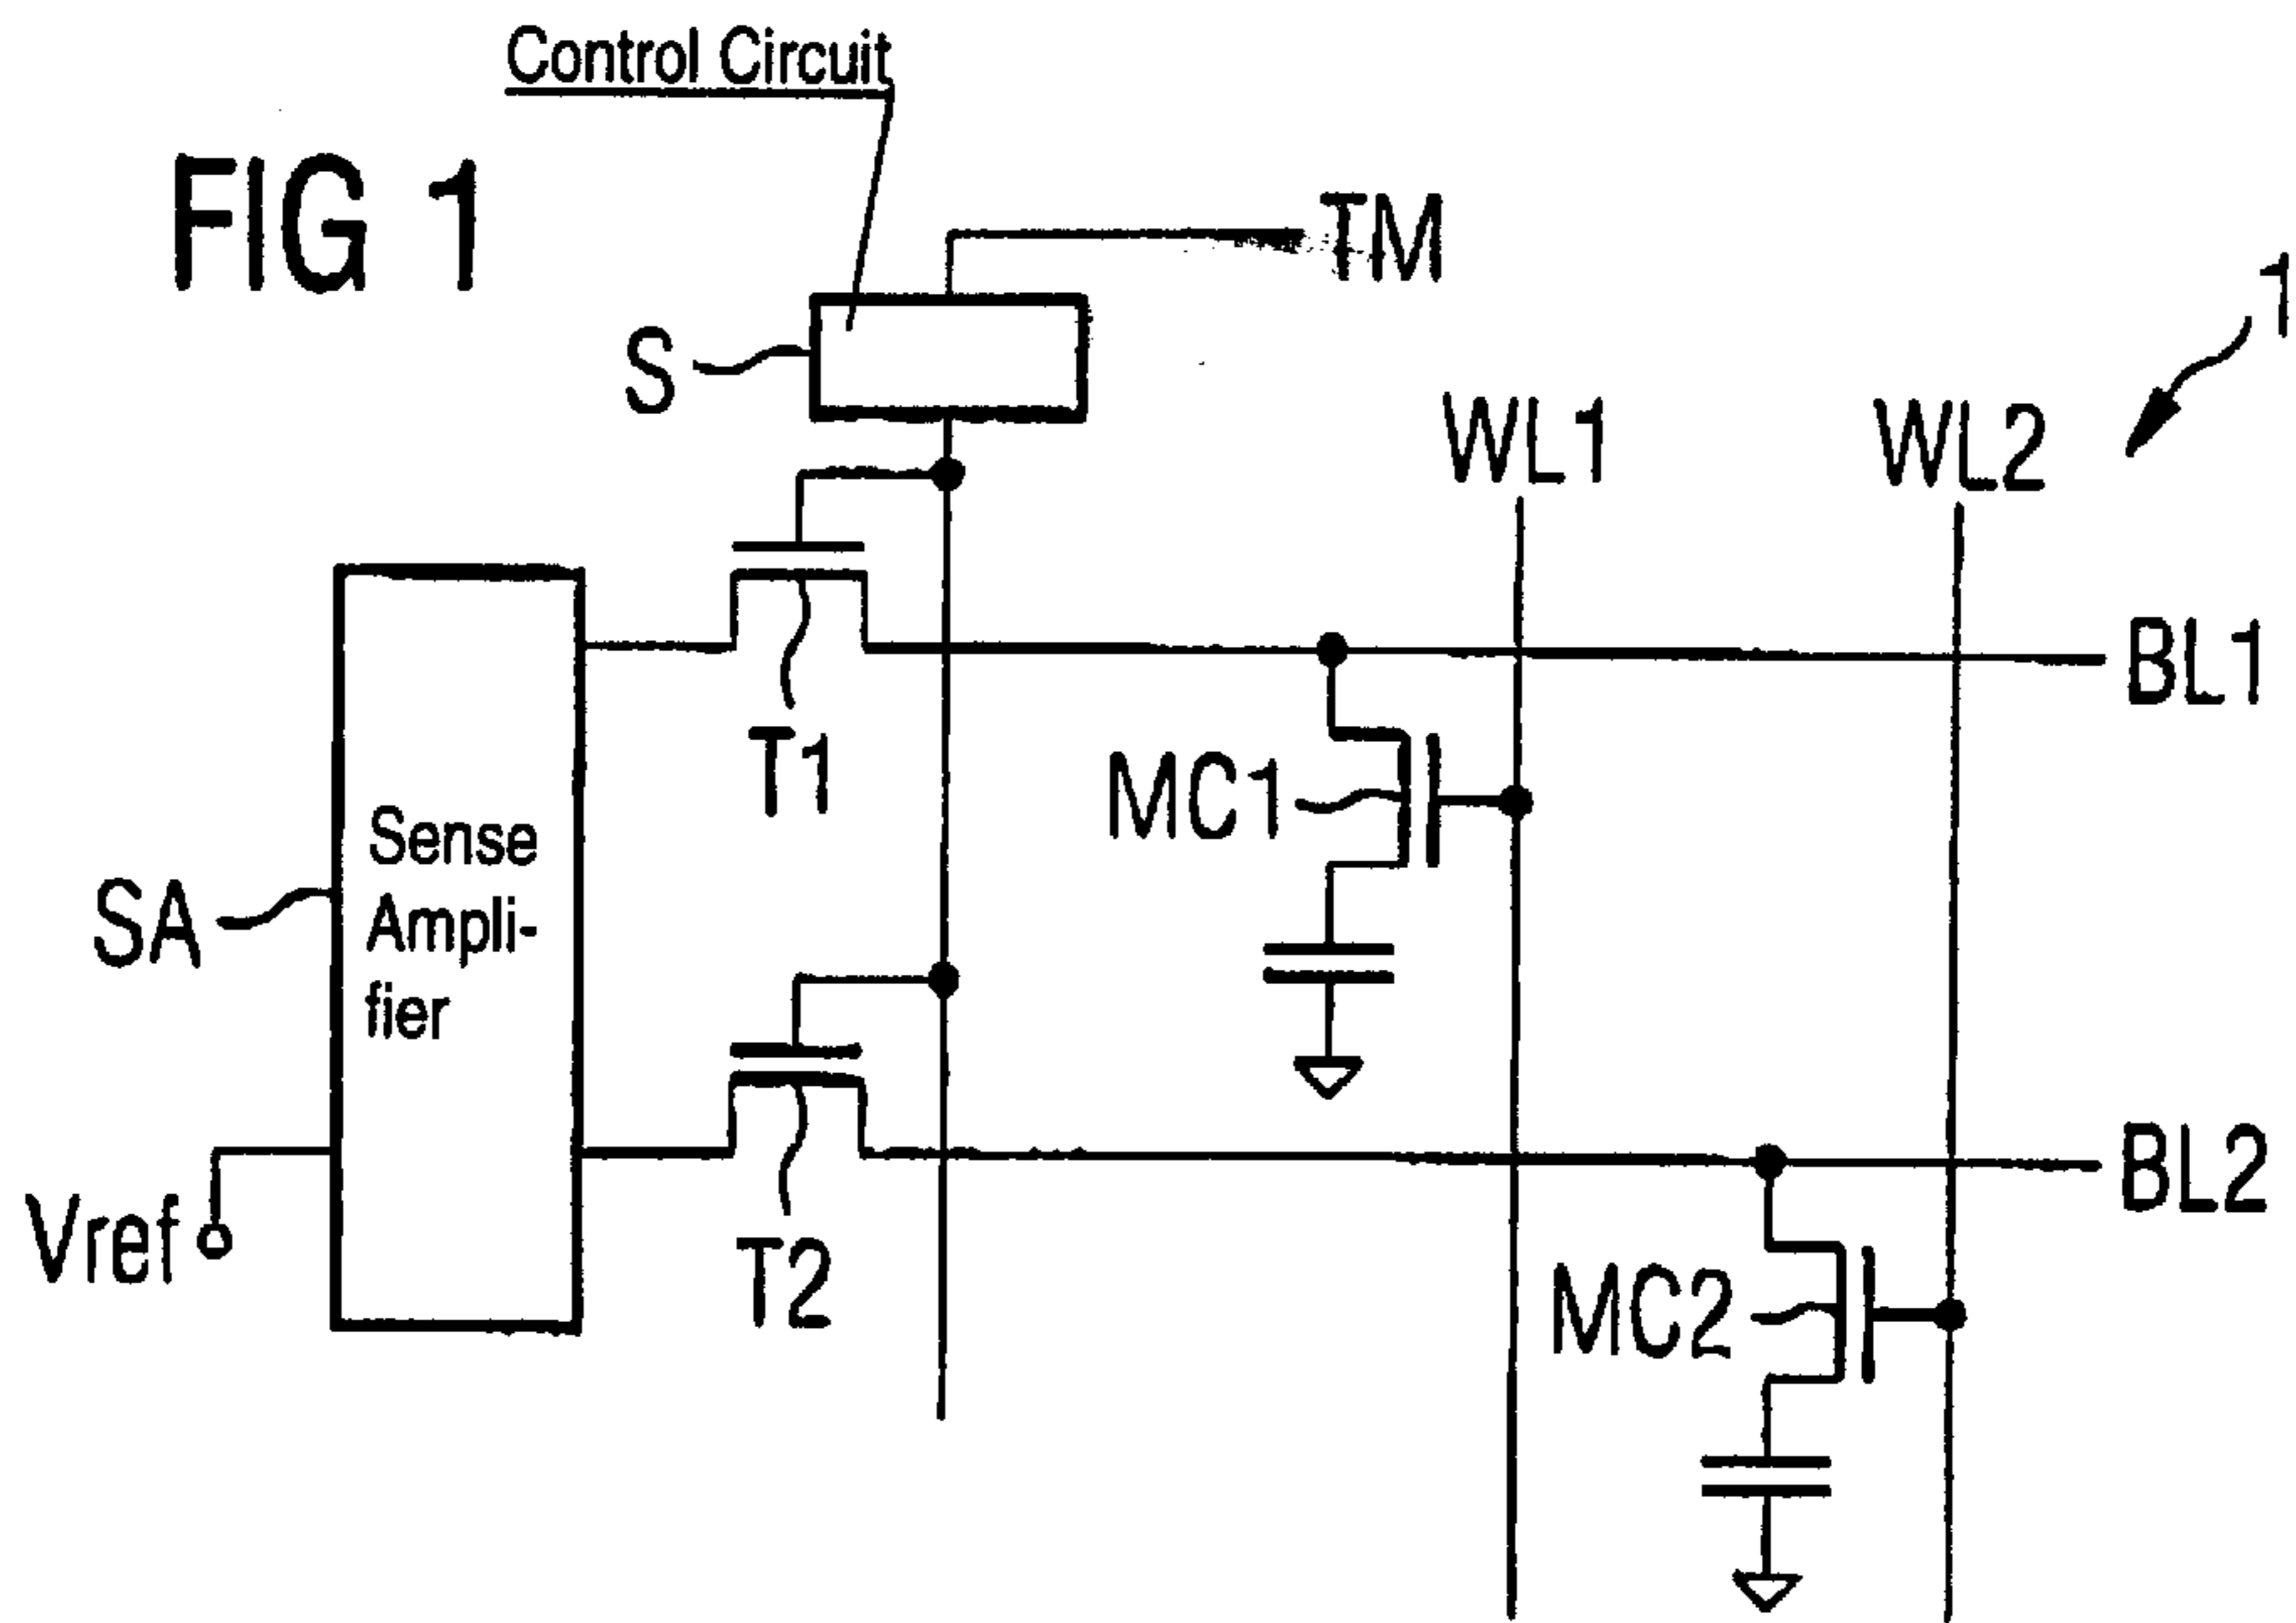 Control Circuit
FIG 1
TM
1
S
WL1
WL2
BL1
T1
MC1
Sense
Ampli-
fier
SA
BL2
Vref
T2
MC2